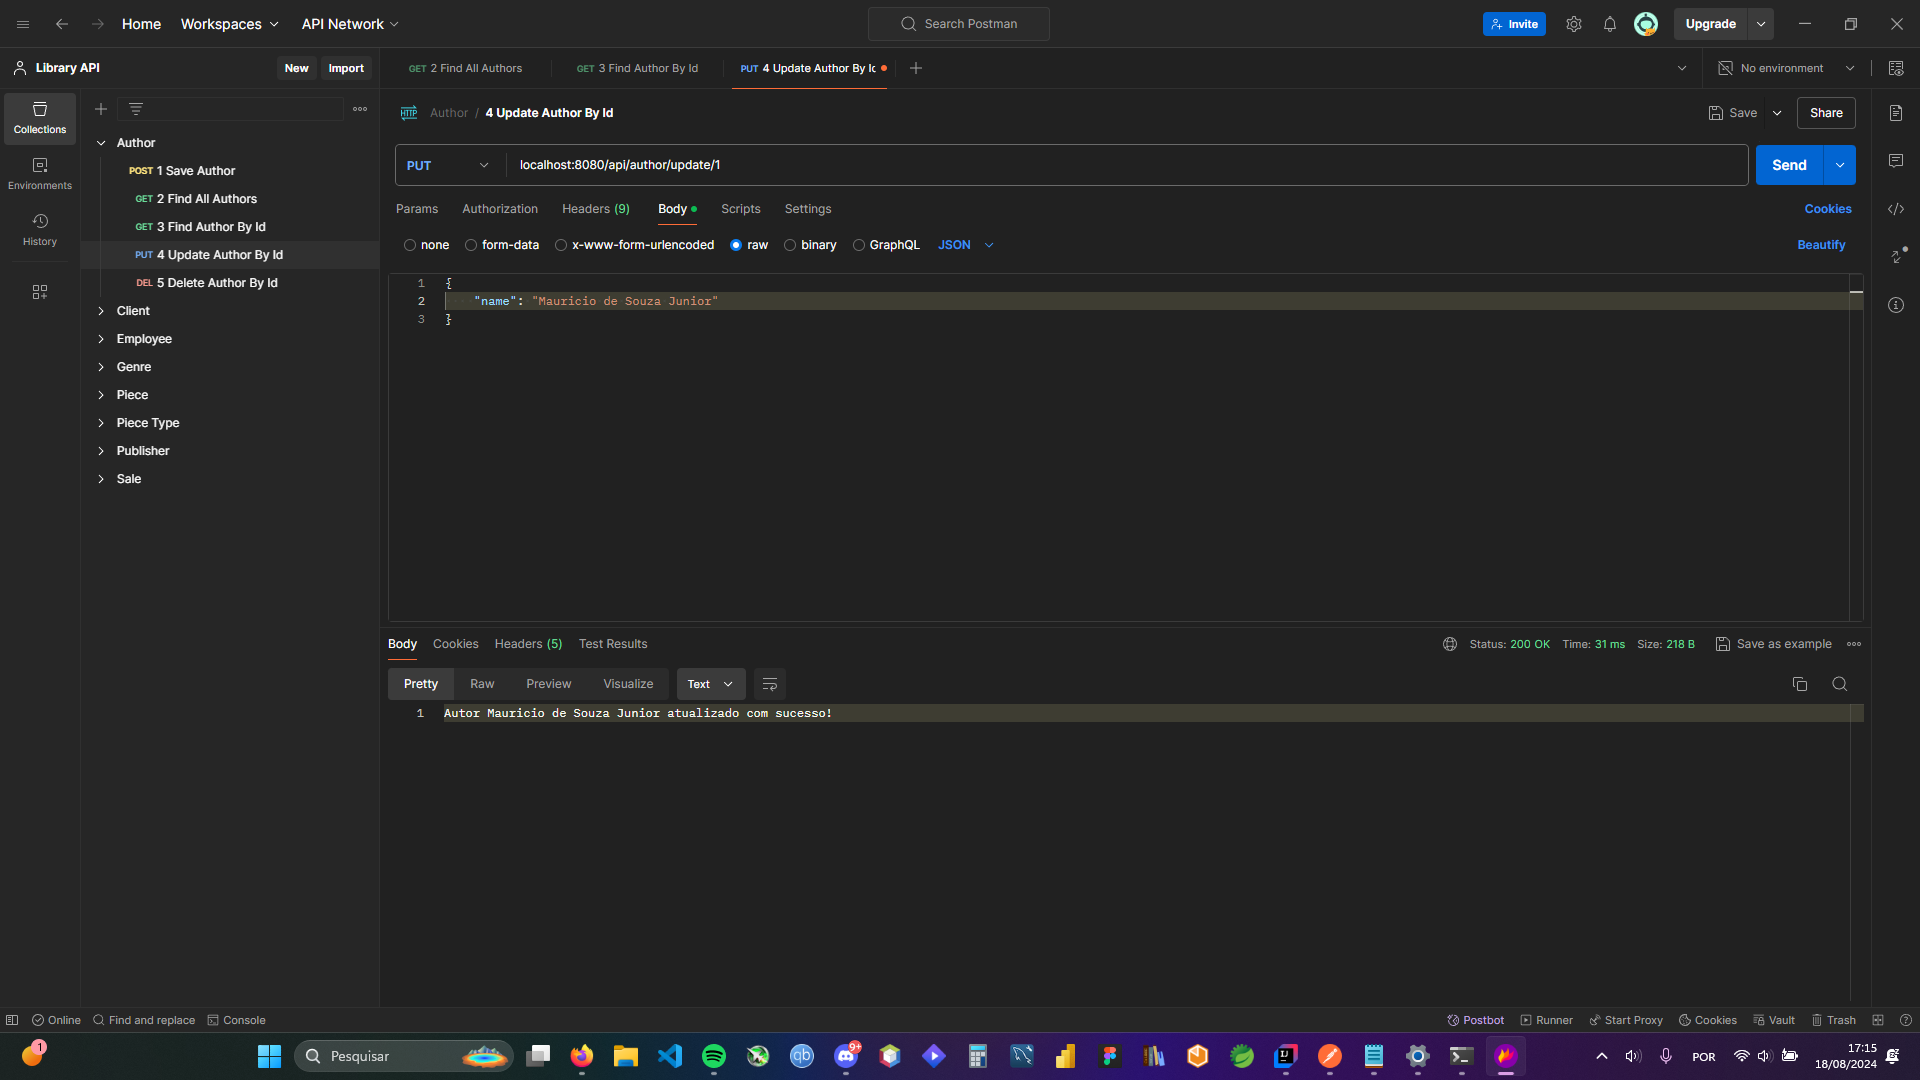 Home
Workspaces
API Network
Search Postman
Invite
Upgrade
Library API
New
Import
GET 2 Find All Authors
GET 3 Find Author By Id
PUT 4 Update Author By Id
No environment
Collections
Environments
History
Author
POST 1 Save Author
GET 2 Find All Authors
GET 3 Find Author By Id
PUT 4 Update Author By Id
DEL 5 Delete Author By Id
Client
Employee
Genre
Piece
Piece Type
Publisher
Sale
HTTP Author / 4 Update Author By Id
Save
Share
PUT
localhost:8080/api/author/update/1
Send
Params
Authorization
Headers (9)
Body
Scripts
Settings
Cookies
none
form-data
x-www-form-urlencoded
raw
binary
GraphQL
JSON
Beautify
1 {
2 "name": "Mauricio de Souza Junior"
3 }
Body
Cookies
Headers (5)
Test Results
Status: 200 OK
Time: 31 ms
Size: 218 B
Save as example
Pretty
Raw
Preview
Visualize
Text
1 Autor Mauricio de Souza Junior atualizado com sucesso!
Online
Find and replace
Console
Postbot
Runner
Start Proxy
Cookies
Vault
Trash
1
Pesquisar
qb
9+
IJ
POR
17:15
18/08/2024